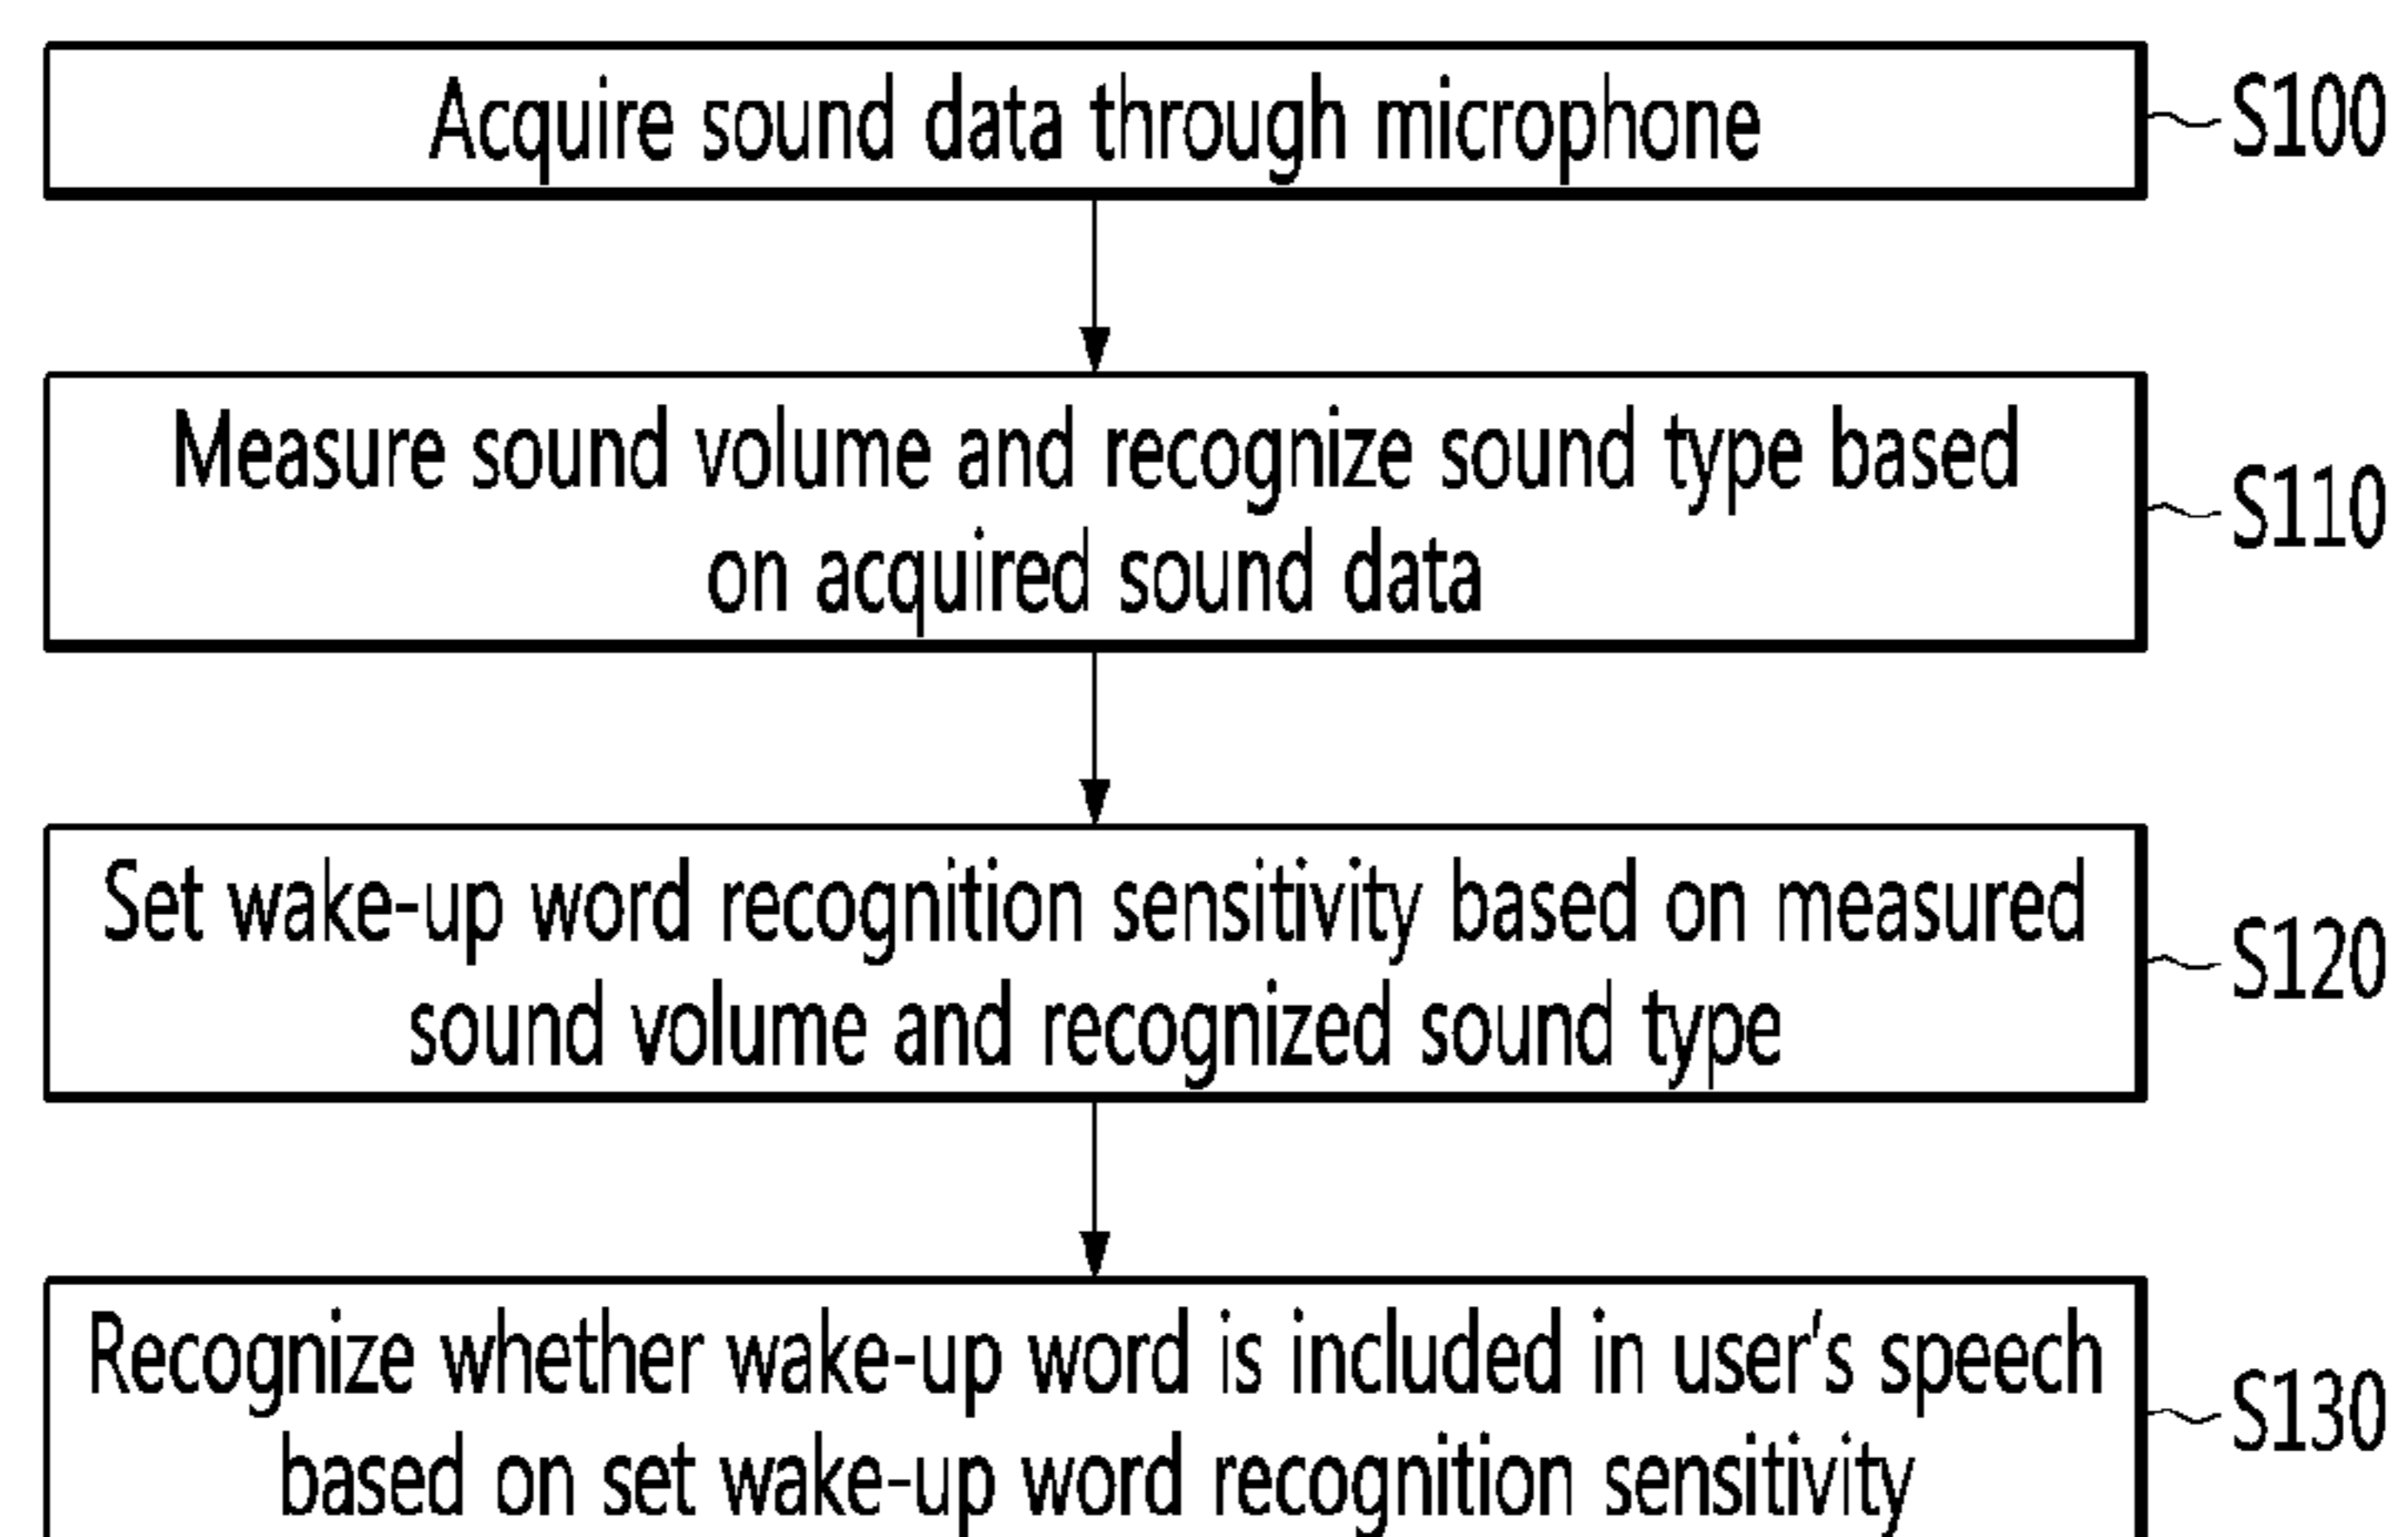 Acquire sound data through microphone
S100
Measure sound volume and recognize sound type based
on acquired sound data
S110
Set wake-up word recognition sensitivity based on measured
sound volume and recognized sound type
S120
Recognize whether wake-up word is included in user's speech
based on set wake-up word recognition sensitivity
S130